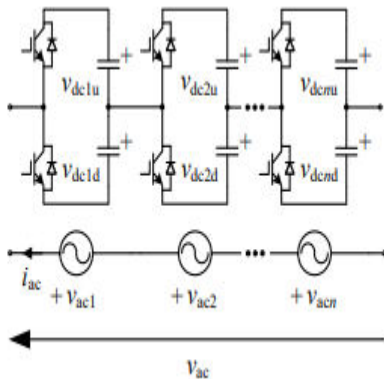 + + +
v_dc1u v_dc2u v_dcnu
+ + +
v_dc1d v_dc2d v_dcnd
i_ac + v_ac1 + v_ac2 + v_acn
v_ac